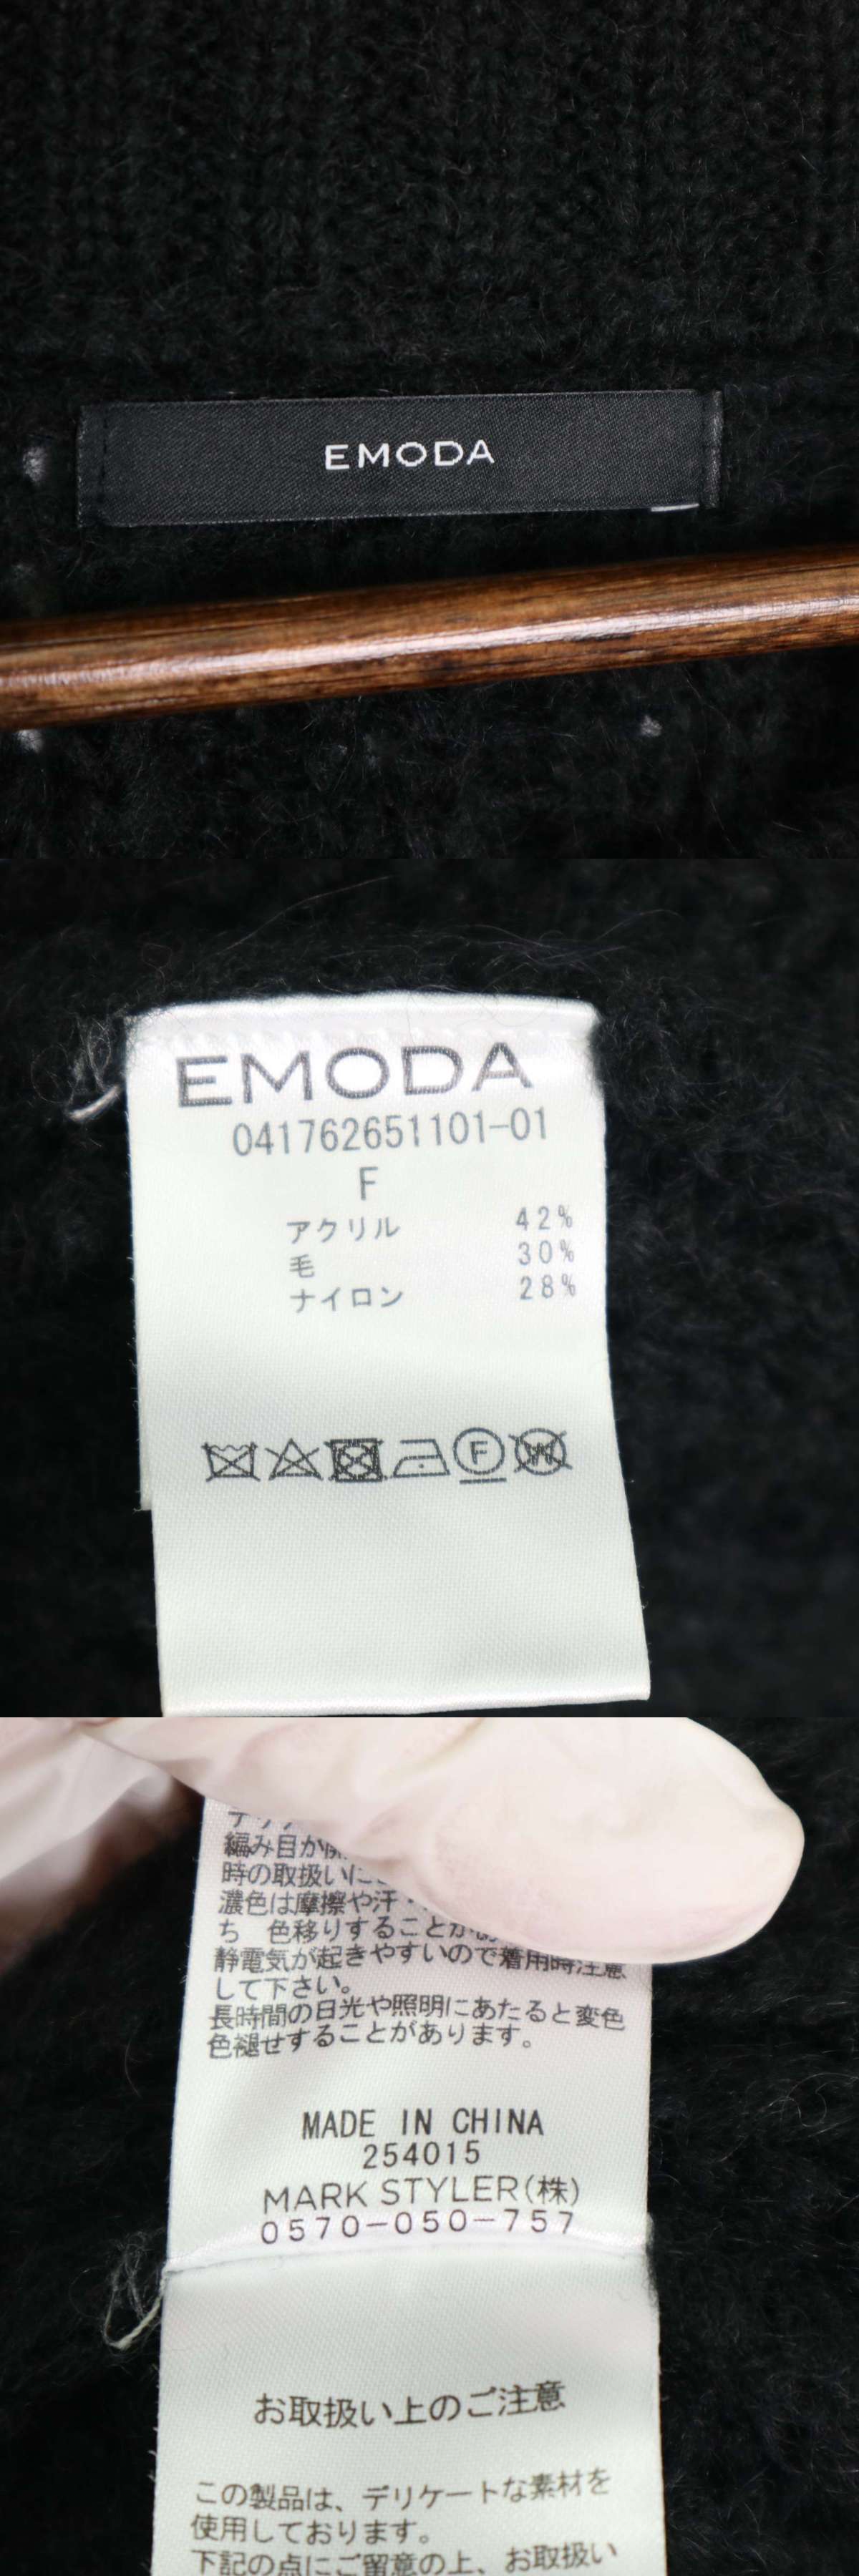 EMODA
EMODA
041762651101-01
F
アクリル 42%
毛 30%
ナイロン 28%
F
W
編み目が
時の取扱いに
濃色は摩擦や汗・
ち 色移りすることが
静電気が起きやすいので着用時注意
して下さい。
長時間の日光や照明にあたると変色
色褪せすることがあります。
MADE IN CHINA
254015
MARK STYLER(株)
0570-050-757
お取扱い上のご注意
この製品は、デリケートな素材を
使用しております。
下記の点にご留意の上、お取扱い